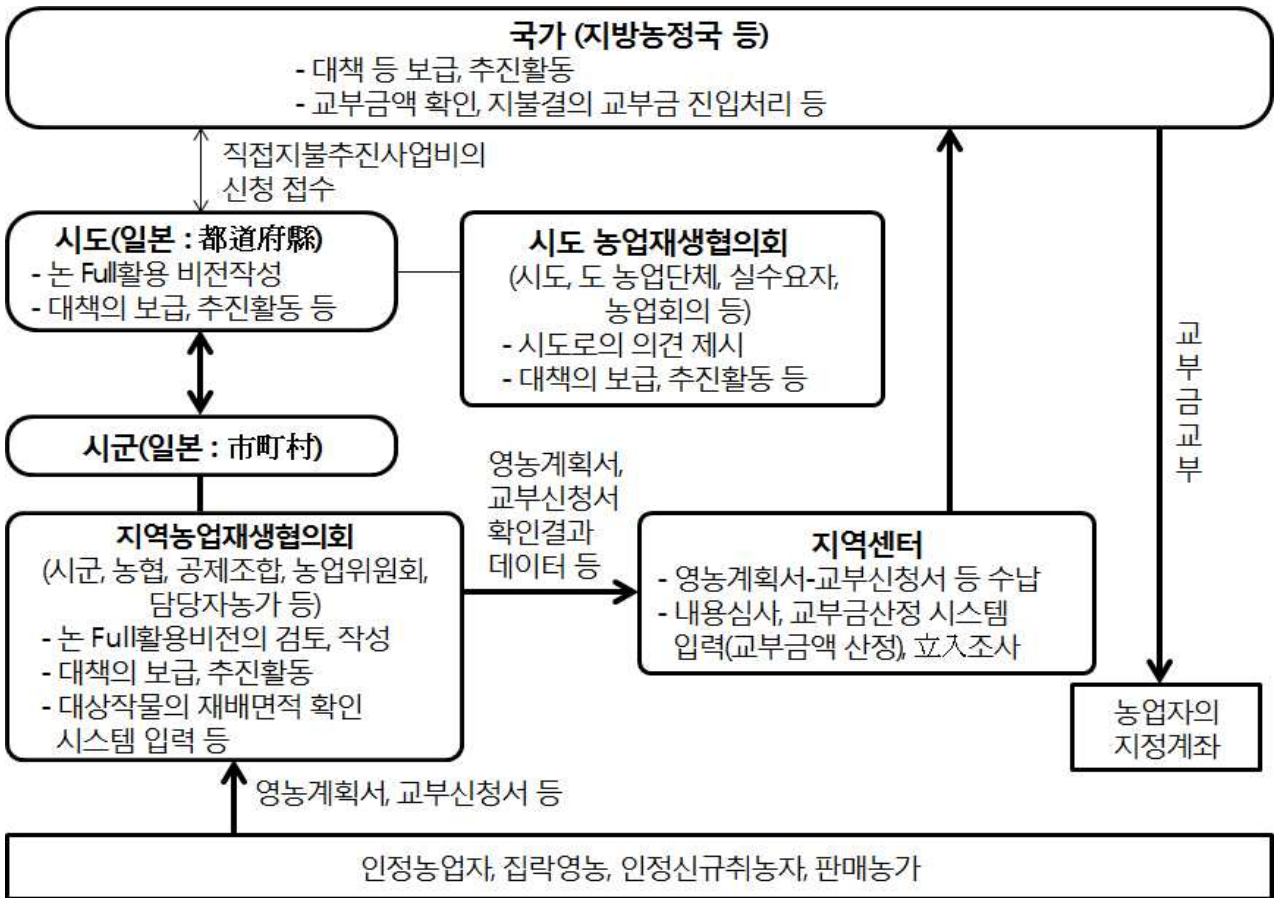 국가 (지방농정국 등)
- 대책 등 보급, 추진활동
- 교부금액 확인, 지불결의 교부금 진입처리 등
직접지불추진사업비의
신청 접수
시도(일본 : 都道府縣)
- 논 Full활용 비전작성
- 대책의 보급, 추진활동 등
시도 농업재생협의회
(시도, 도 농업단체, 실수요자,
농업회의 등)
- 시도로의 의견 제시
- 대책의 보급, 추진활동 등
교
부
금
교
부
시군(일본 : 市町村)
영농계획서,
교부신청서
확인결과
데이터 등
지역농업재생협의회
(시군, 농협, 공제조합, 농업위원회,
담당자농가 등)
- 논 Full활용비전의 검토, 작성
- 대책의 보급, 추진활동
- 대상작물의 재배면적 확인
시스템 입력 등
지역센터
- 영농계획서-교부신청서 등 수납
- 내용심사, 교부금산정 시스템
입력(교부금액 산정), 立入조사
농업자의
지정계좌
영농계획서, 교부신청서 등
인정농업자, 집락영농, 인정신규취농자, 판매농가